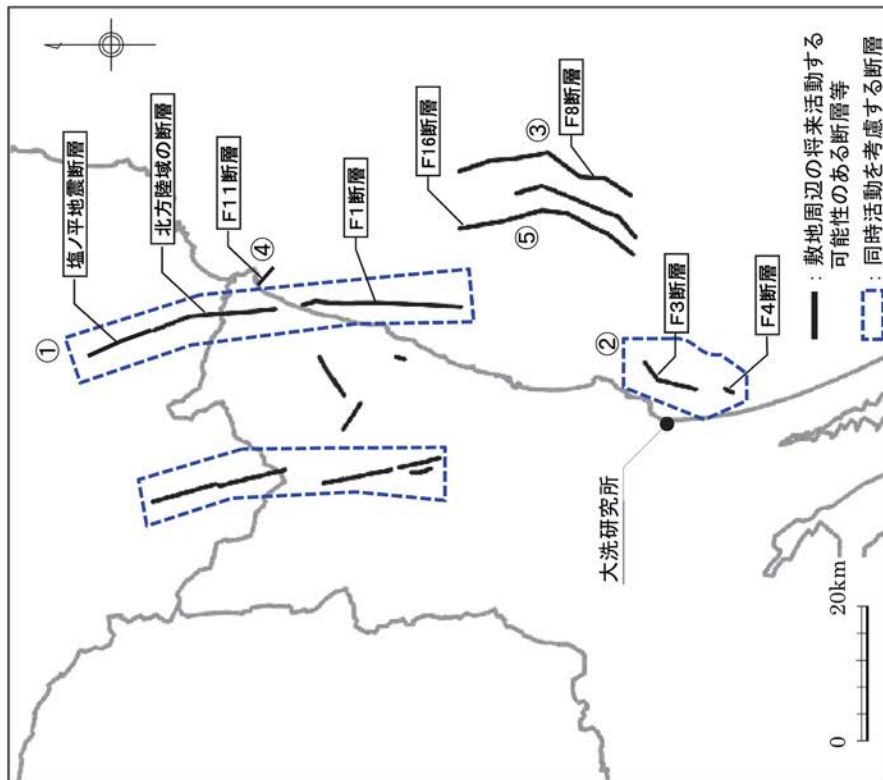 ①
塩ノ平地震断層
北方陸域の断層
F11断層
④
F1断層
F16断層
③
F8断層
⑤
②
F3断層
F4断層
大洗研究所
0
20km
：敷地周辺の将来活動する
可能性のある断層等
：同時活動を考慮する断層